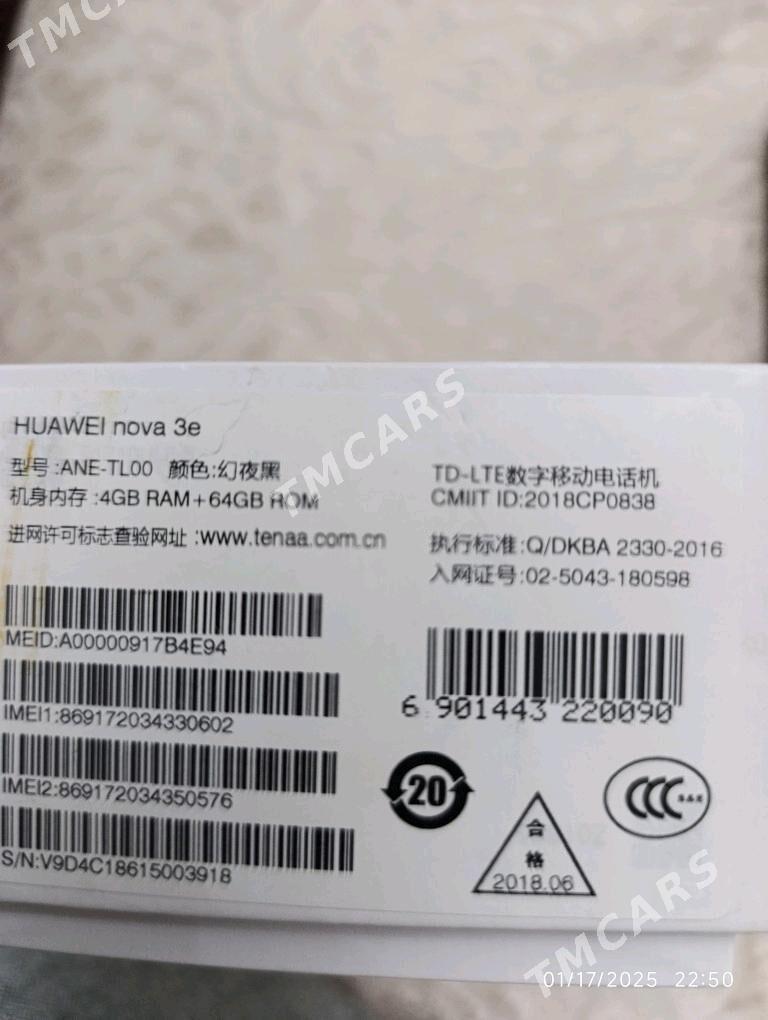 TMCARS
HUAWEI nova 3e
型号:ANE-TL00 颜色:幻夜黑
机身内存:4GB RAM+64GB ROM
进网许可标志查验网址:www.tenaa.com.cn
TD-LTE数字移动电话机
CMIIT ID:2018CP0838
执行标准:Q/DKBA 2330-2016
入网证号:02-5043-180598
TMCARS
MEID:A00000917B4E94
IMEI1:869172034330602
IMEI2:869172034350576
S/N:V9D4C18615003918
6 901443 220090
20
CCC
S&E
合
格
2018.06
TMCARS
01/17/2025 22:50